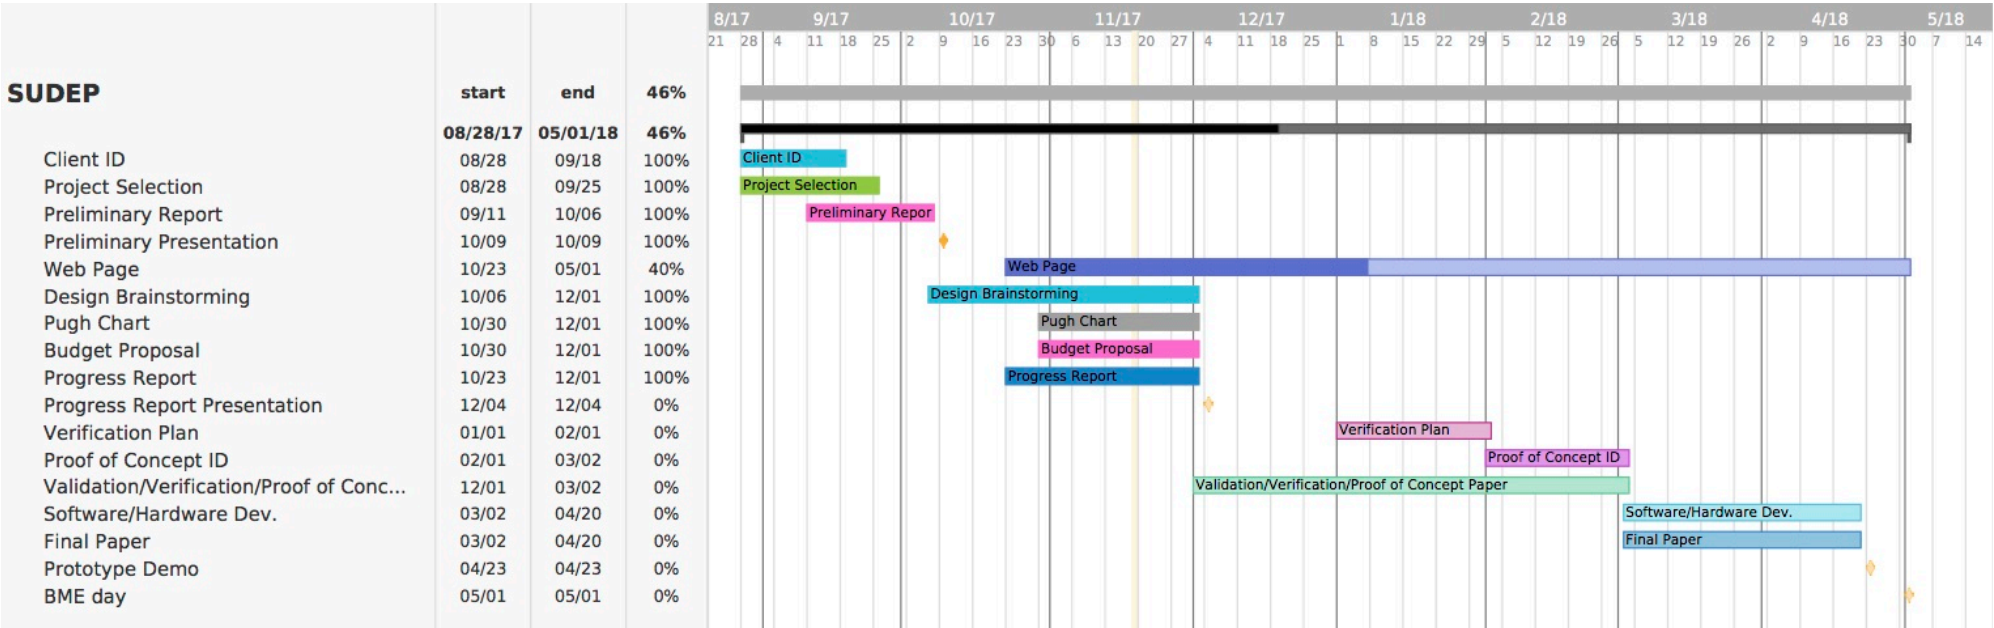 8/17 9/17 10/17 11/17 12/17 1/18 2/18 3/18 4/18 5/18
21 28 4 11 18 25 2 9 16 23 30 6 13 20 27 4 11 18 25 1 8 15 22 29 5 12 19 26 5 12 19 26 2 9 16 23 30 7 14
SUDEP start end 46%
08/28/17 05/01/18 46%
Client ID 08/28 09/18 100% Client ID
Project Selection 08/28 09/25 100% Project Selection
Preliminary Report 09/11 10/06 100% Preliminary Repor
Preliminary Presentation 10/09 10/09 100%
Web Page 10/23 05/01 40% Web Page
Design Brainstorming 10/06 12/01 100% Design Brainstorming
Pugh Chart 10/30 12/01 100% Pugh Chart
Budget Proposal 10/30 12/01 100% Budget Proposal
Progress Report 10/23 12/01 100% Progress Report
Progress Report Presentation 12/04 12/04 0%
Verification Plan 01/01 02/01 0% Verification Plan
Proof of Concept ID 02/01 03/02 0% Proof of Concept ID
Validation/Verification/Proof of Conc... 12/01 03/02 0% Validation/Verification/Proof of Concept Paper
Software/Hardware Dev. 03/02 04/20 0% Software/Hardware Dev.
Final Paper 03/02 04/20 0% Final Paper
Prototype Demo 04/23 04/23 0%
BME day 05/01 05/01 0%